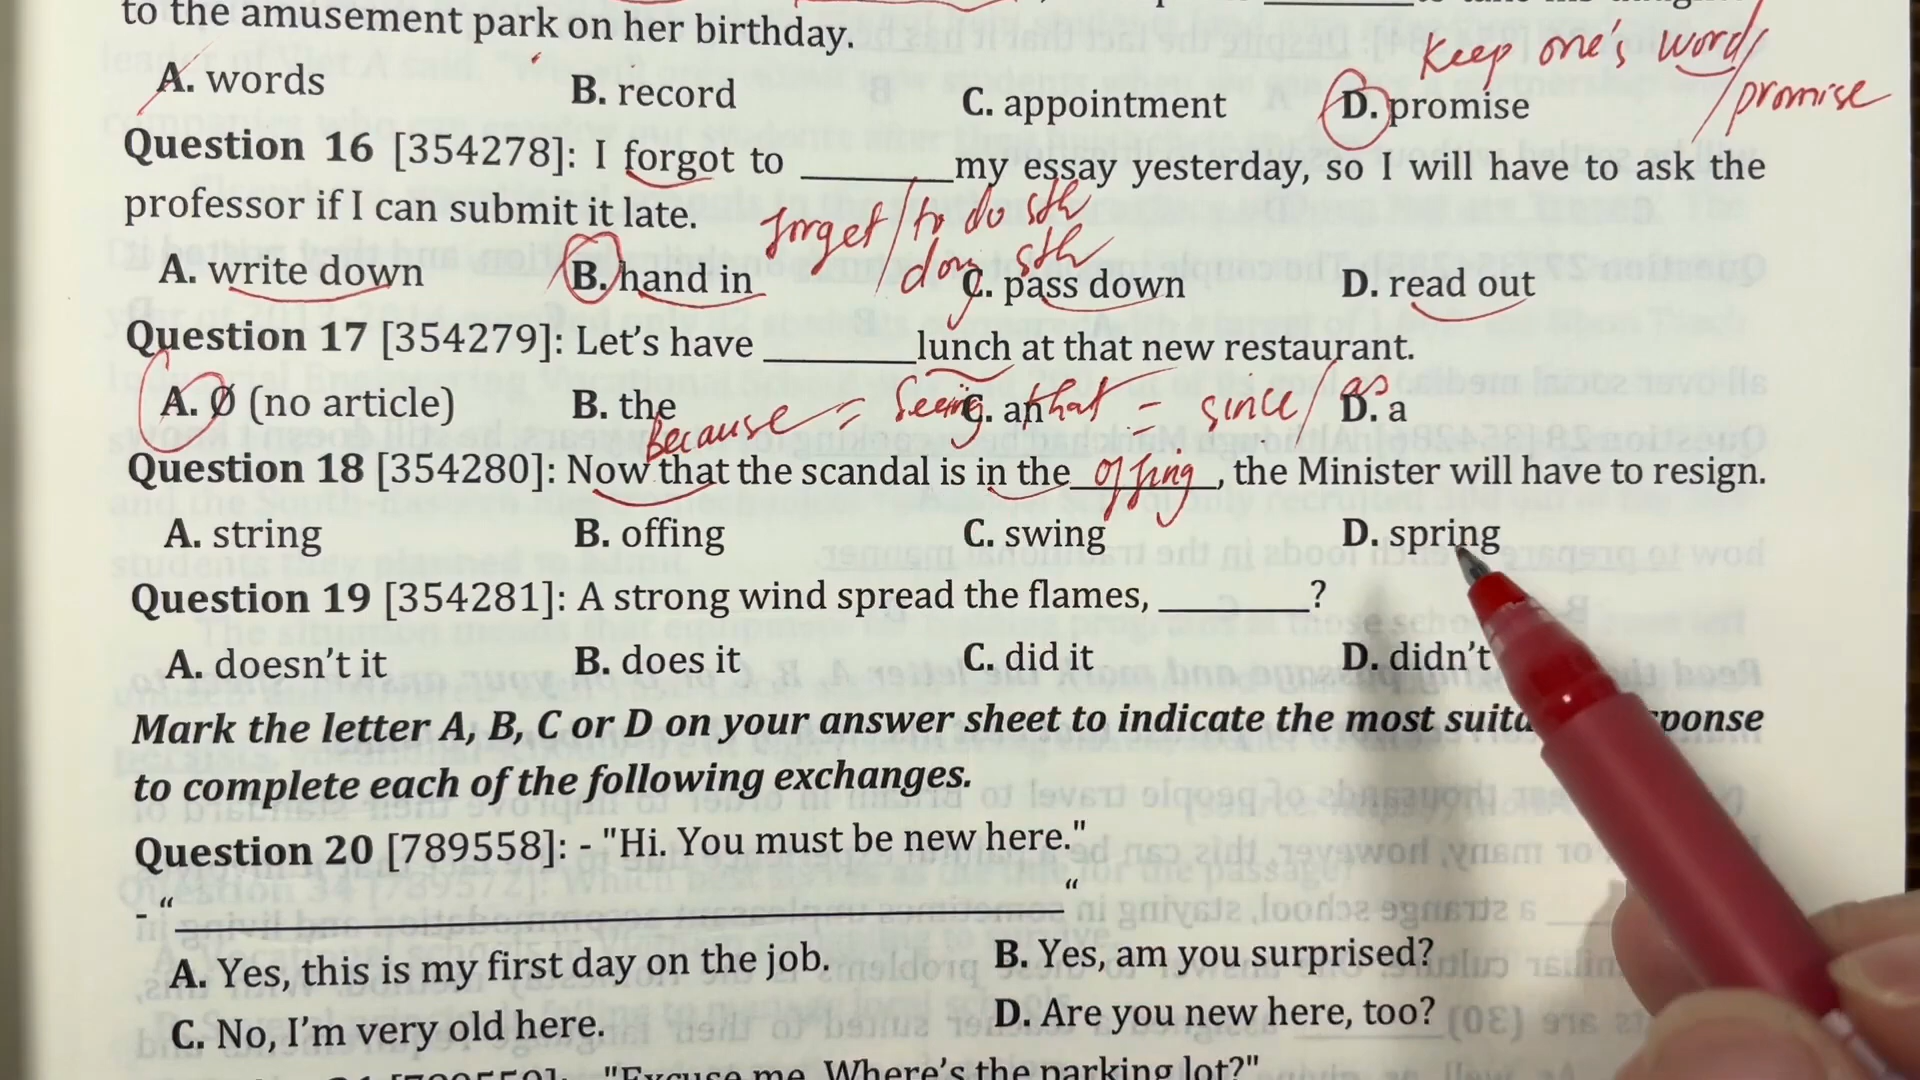 to the amusement park on her birthday.
Keep one's word/
/promise
A. words B. record C. appointment D. promise
Question 16 [354278]: I forgot to ________my essay yesterday, so I will have to ask the
professor if I can submit it late.
forget/to do sth
doing sth
A. write down B. hand in C. pass down D. read out
Question 17 [354279]: Let's have ________lunch at that new restaurant.
A. Ø (no article) B. the C. an D. a
Because = Seeing that = since/as
Question 18 [354280]: Now that the scandal is in the offing, the Minister will have to resign.
A. string B. offing C. swing D. spring
Question 19 [354281]: A strong wind spread the flames, ________?
A. doesn't it B. does it C. did it D. didn't
Mark the letter A, B, C or D on your answer sheet to indicate the most
to complete each of the following exchanges.
Question 20 [789558]: - "Hi. You must be new here."
- “ ________ “
A. Yes, this is my first day on the job. B. Yes, am you surprised?
C. No, I'm very old here. D. Are you new here, too?
"Excuse me. Where's the parking lot?"